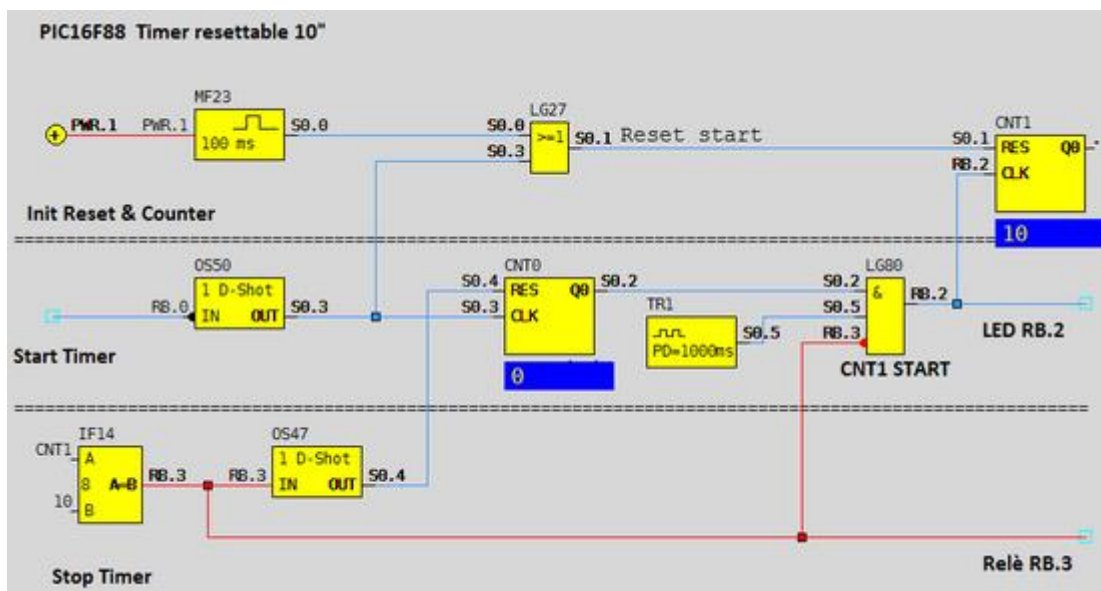 PIC16F88 Timer resettable 10"
MF23
PWR.1 PWR.1 100 ms S0.0
LG27
S0.0 >=1 S0.1 Reset start
S0.3
CNT1
S0.1 RES Q0
RB.2 CLK
10
Init Reset & Counter
OS50
1 D-Shot
RB.0 IN OUT S0.3
CNT0
S0.4 RES Q0 S0.2
S0.3 CLK
0
TR1
PD=1000ms S0.5
LG80
S0.2 & RB.2
S0.5
RB.3
LED RB.2
Start Timer
CNT1 START
IF14
CNT1 A
8 A=B RB.3
10 B
OS47
1 D-Shot
RB.3 IN OUT S0.4
Stop Timer
Relè RB.3